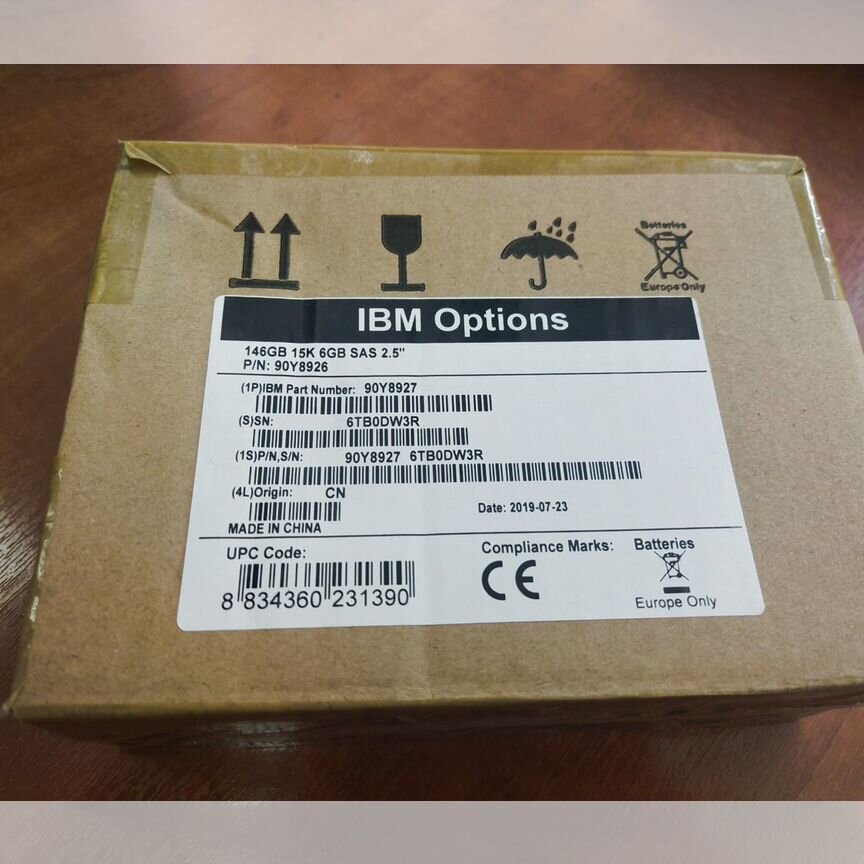 Batteries
Europe Only
IBM Options
146GB 15K 6GB SAS 2.5"
P/N: 90Y8926
(1P)IBM Part Number: 90Y8927
(S)SN: 6TB0DW3R
(1S)P/N,S/N: 90Y8927 6TB0DW3R
(4L)Origin: CN
Date: 2019-07-23
MADE IN CHINA
UPC Code:
8 834360 231390
Compliance Marks:
CE
Batteries
Europe Only